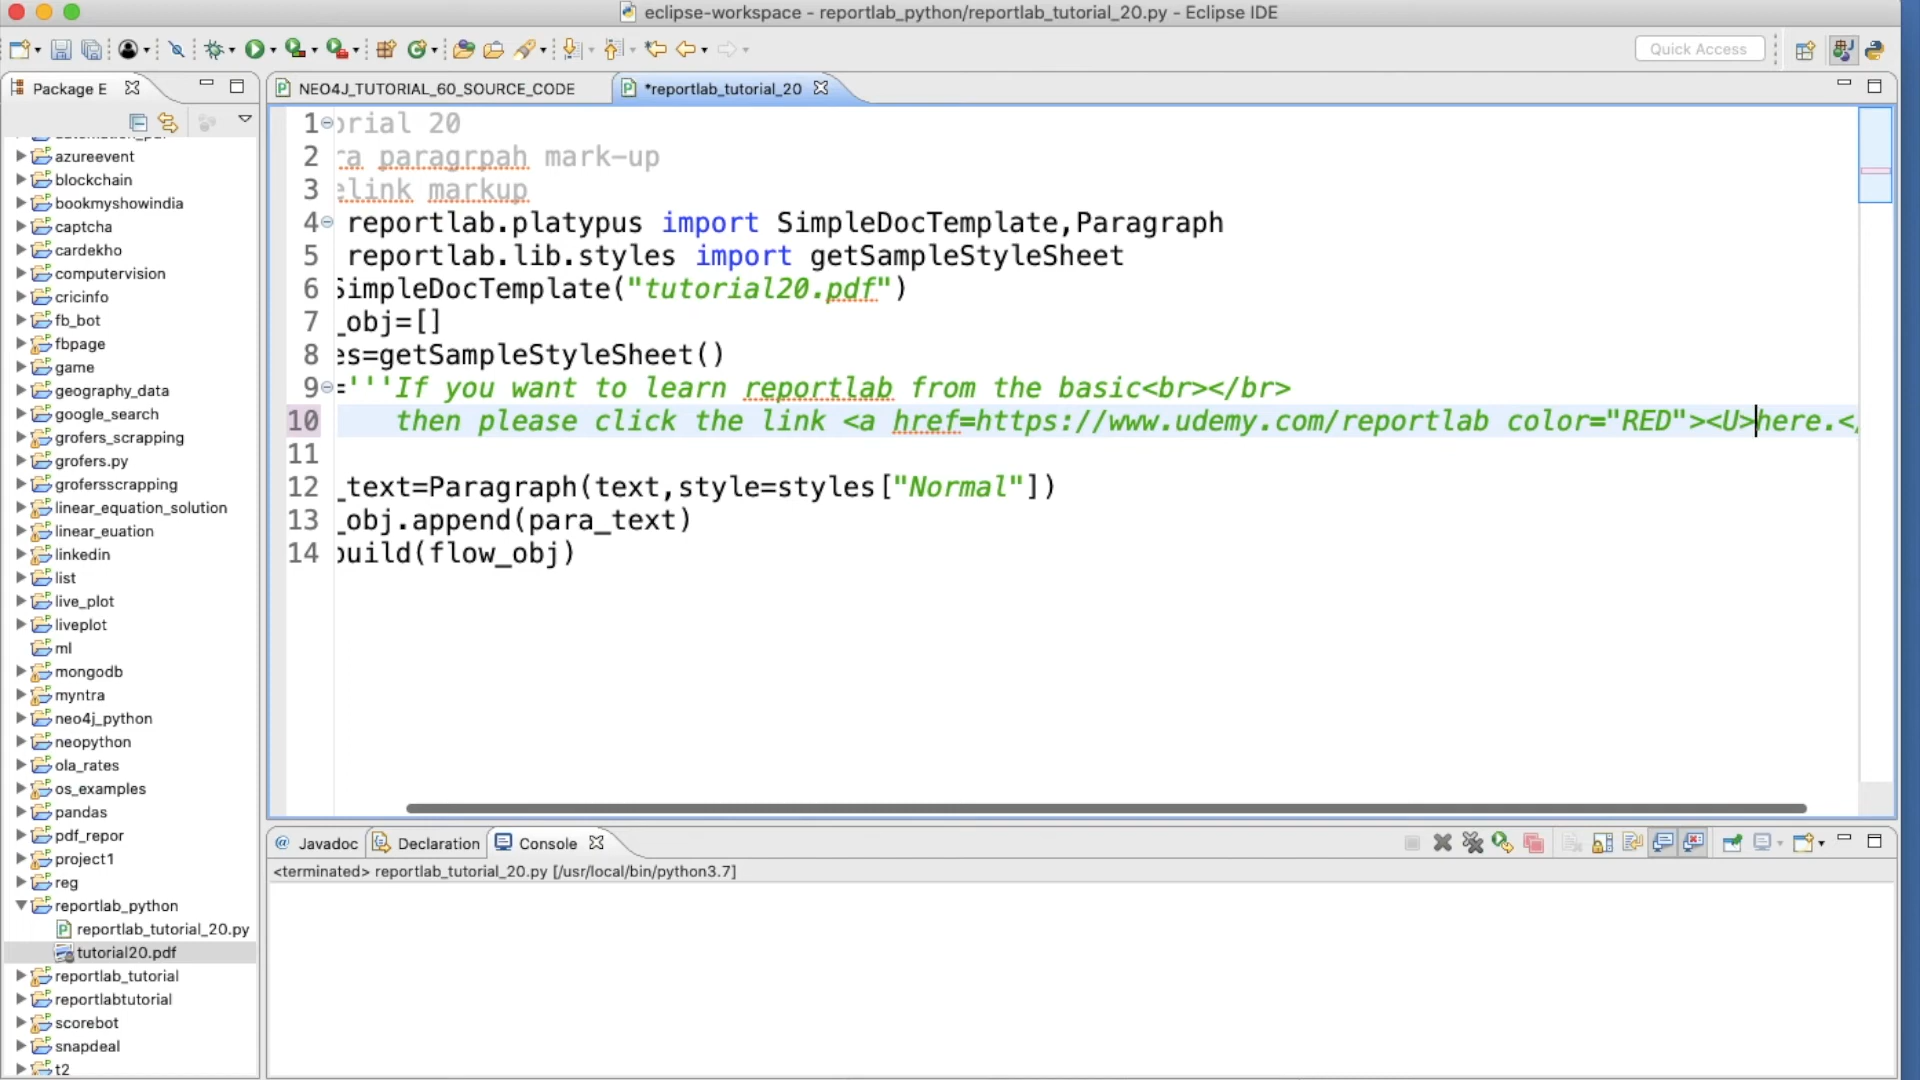 eclipse-workspace - reportlab_python/reportlab_tutorial_20.py - Eclipse IDE
Quick Access
Package E
NEO4J_TUTORIAL_60_SOURCE_CODE
*reportlab_tutorial_20
azureevent
blockchain
bookmyshowindia
captcha
cardekho
computervision
cricinfo
fb_bot
fbpage
game
geography_data
google_search
grofers_scrapping
grofers.py
grofersscrapping
linear_equation_solution
linear_euation
linkedin
list
live_plot
liveplot
ml
mongodb
myntra
neo4j_python
neopython
ola_rates
os_examples
pandas
pdf_repor
project1
reg
reportlab_python
reportlab_tutorial_20.py
tutorial20.pdf
reportlab_tutorial
reportlabtutorial
scorebot
snapdeal
t2
1 orial 20
2 ra paragrpah mark-up
3 elink markup
4 reportlab.platypus import SimpleDocTemplate,Paragraph
5 reportlab.lib.styles import getSampleStyleSheet
6 SimpleDocTemplate("tutorial20.pdf")
7 _obj=[]
8 es=getSampleStyleSheet()
9 ='''If you want to learn reportlab from the basic<br></br>
10 then please click the link <a href=https://www.udemy.com/reportlab color="RED"><U>here.</
11
12 _text=Paragraph(text,style=styles["Normal"])
13 _obj.append(para_text)
14 build(flow_obj)
@ Javadoc
Declaration
Console
<terminated> reportlab_tutorial_20.py [/usr/local/bin/python3.7]